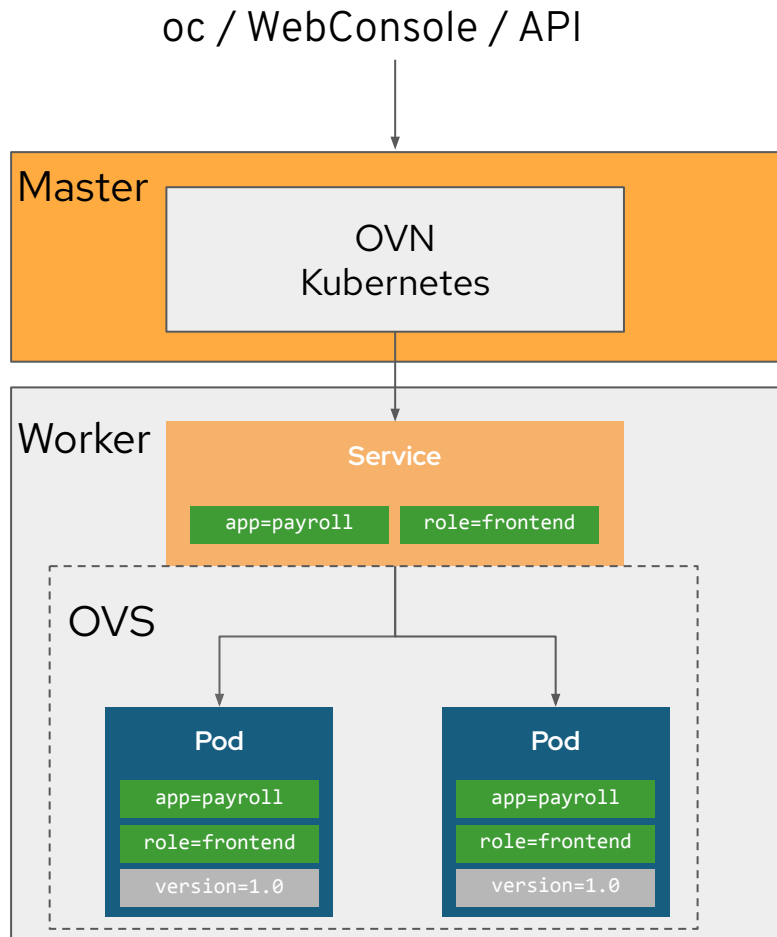 oc / WebConsole / API
Master
OVN
Kubernetes
Worker
Service
app=payroll
role=frontend
OVS
Pod
app=payroll
role=frontend
version=1.0
Pod
app=payroll
role=frontend
version=1.0